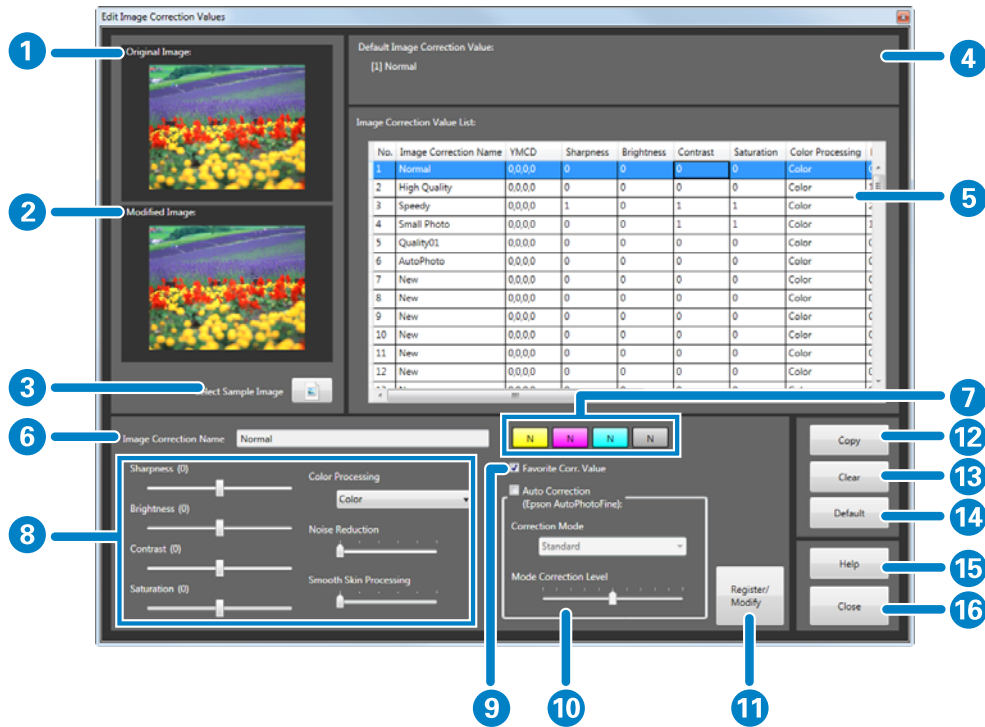 Edit Image Correction Values
1
Original Image:
Default Image Correction Value:
4
[1] Normal
Image Correction Value List:
No. Image Correction Name YMCD Sharpness Brightness Contrast Saturation Color Processing
1 Normal 0,0,0,0 0 0 0 0 Color
2 High Quality 0,0,0,0 0 0 0 0 Color
5
2
Modified Image:
3 Speedy 0,0,0,0 1 0 1 1 Color
4 Small Photo 0,0,0,0 0 0 1 1 Color
5 Quality01 0,0,0,0 0 0 0 0 Color
6 AutoPhoto 0,0,0,0 0 0 0 0 Color
7 New 0,0,0,0 0 0 0 0 Color
8 New 0,0,0,0 0 0 0 0 Color
9 New 0,0,0,0 0 0 0 0 Color
10 New 0,0,0,0 0 0 0 0 Color
11 New 0,0,0,0 0 0 0 0 Color
12 New 0,0,0,0 0 0 0 0 Color
3
Select Sample Image
7
6
Image Correction Name Normal
N N N N
Copy
12
8
Sharpness (0)
Brightness (0)
Contrast (0)
Saturation (0)
Color Processing
Color
Noise Reduction
Smooth Skin Processing
Favorite Corr. Value
Auto Correction
(Epson AutoPhotoFine):
Correction Mode
Standard
Mode Correction Level
Register/
Modify
Clear
13
Default
14
Help
15
Close
16
9
10
11